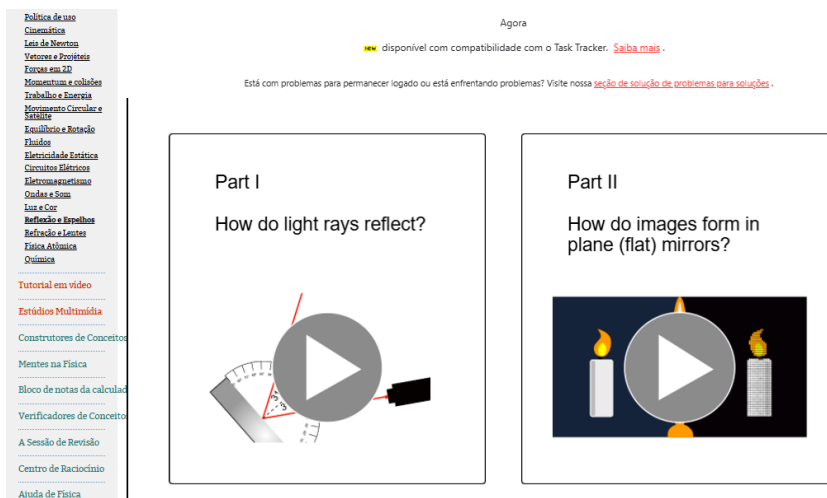 Política de uso
Cinemática
Leis de Newton
Vetores e Projéteis
Forças em 2D
Momentum e colisões
Trabalho e Energia
Movimento Circular e
Satélite
Equilíbrio e Rotação
Fluidos
Eletricidade Estática
Circuitos Elétricos
Eletromagnetismo
Ondas e Som
Luz e Cor
Reflexão e Espelhos
Refração e Lentes
Física Atômica
Química
Tutorial em vídeo
Estúdios Multimídia
Construtores de Conceitos
Mentes na Física
Bloco de notas da calculad
Verificadores de Conceito
A Sessão de Revisão
Centro de Raciocínio
Ajuda de Física
Agora
NEW disponível com compatibilidade com o Task Tracker. Saiba mais .
Está com problemas para permanecer logado ou está enfrentando problemas? Visite nossa seção de solução de problemas para soluções .
Part I
How do light rays reflect?
Part II
How do images form in
plane (flat) mirrors?